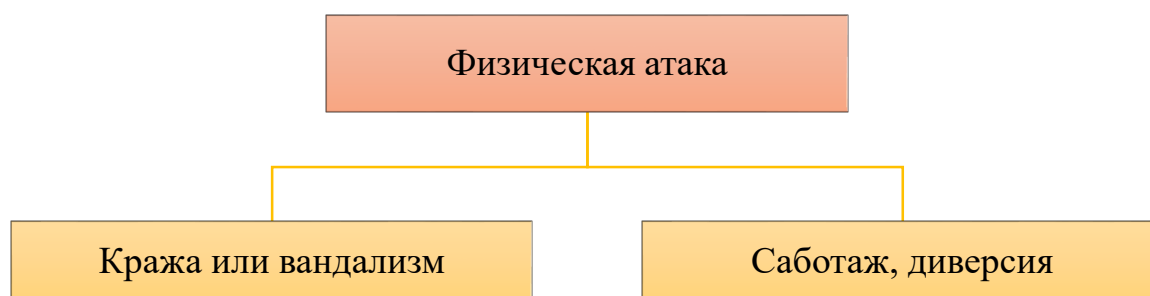 Физическая атака
Кража или вандализм
Саботаж, диверсия